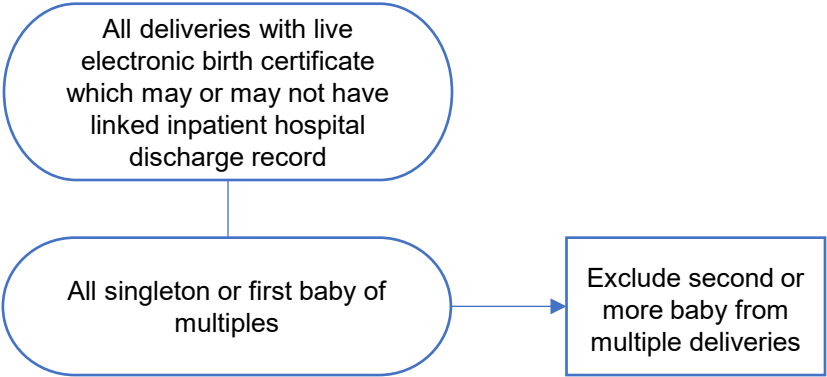 All deliveries with live
electronic birth certificate
which may or may not have
linked inpatient hospital
discharge record
All singleton or first baby of
multiples
Exclude second or
more baby from
multiple deliveries